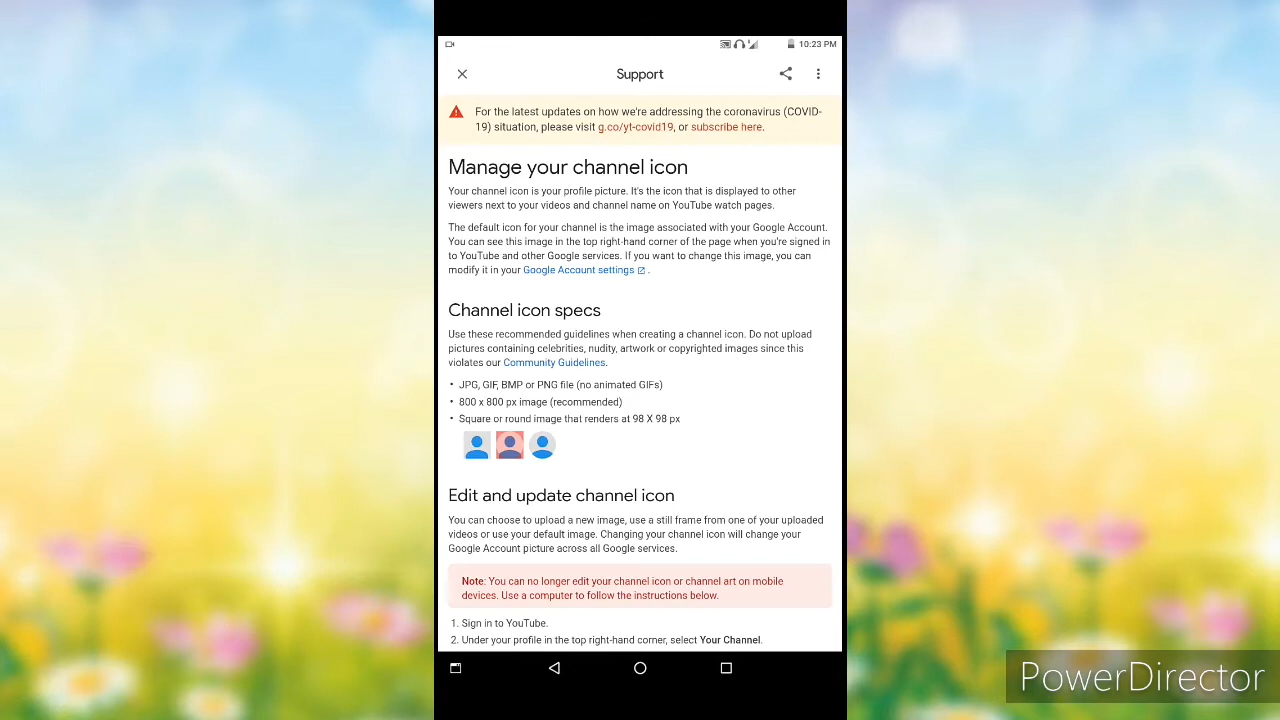 10:23 PM
Support
For the latest updates on how we're addressing the coronavirus (COVID-
19) situation, please visit g.co/yt-covid19, or subscribe here.
Manage your channel icon
Your channel icon is your profile picture. It's the icon that is displayed to other
viewers next to your videos and channel name on YouTube watch pages.
The default icon for your channel is the image associated with your Google Account.
You can see this image in the top right-hand corner of the page when you're signed in
to YouTube and other Google services. If you want to change this image, you can
modify it in your Google Account settings .
Channel icon specs
Use these recommended guidelines when creating a channel icon. Do not upload
pictures containing celebrities, nudity, artwork or copyrighted images since this
violates our Community Guidelines.
• JPG, GIF, BMP or PNG file (no animated GIFs)
• 800 x 800 px image (recommended)
• Square or round image that renders at 98 X 98 px
Edit and update channel icon
You can choose to upload a new image, use a still frame from one of your uploaded
videos or use your default image. Changing your channel icon will change your
Google Account picture across all Google services.
Note: You can no longer edit your channel icon or channel art on mobile
devices. Use a computer to follow the instructions below.
1. Sign in to YouTube.
2. Under your profile in the top right-hand corner, select Your Channel.
PowerDirector